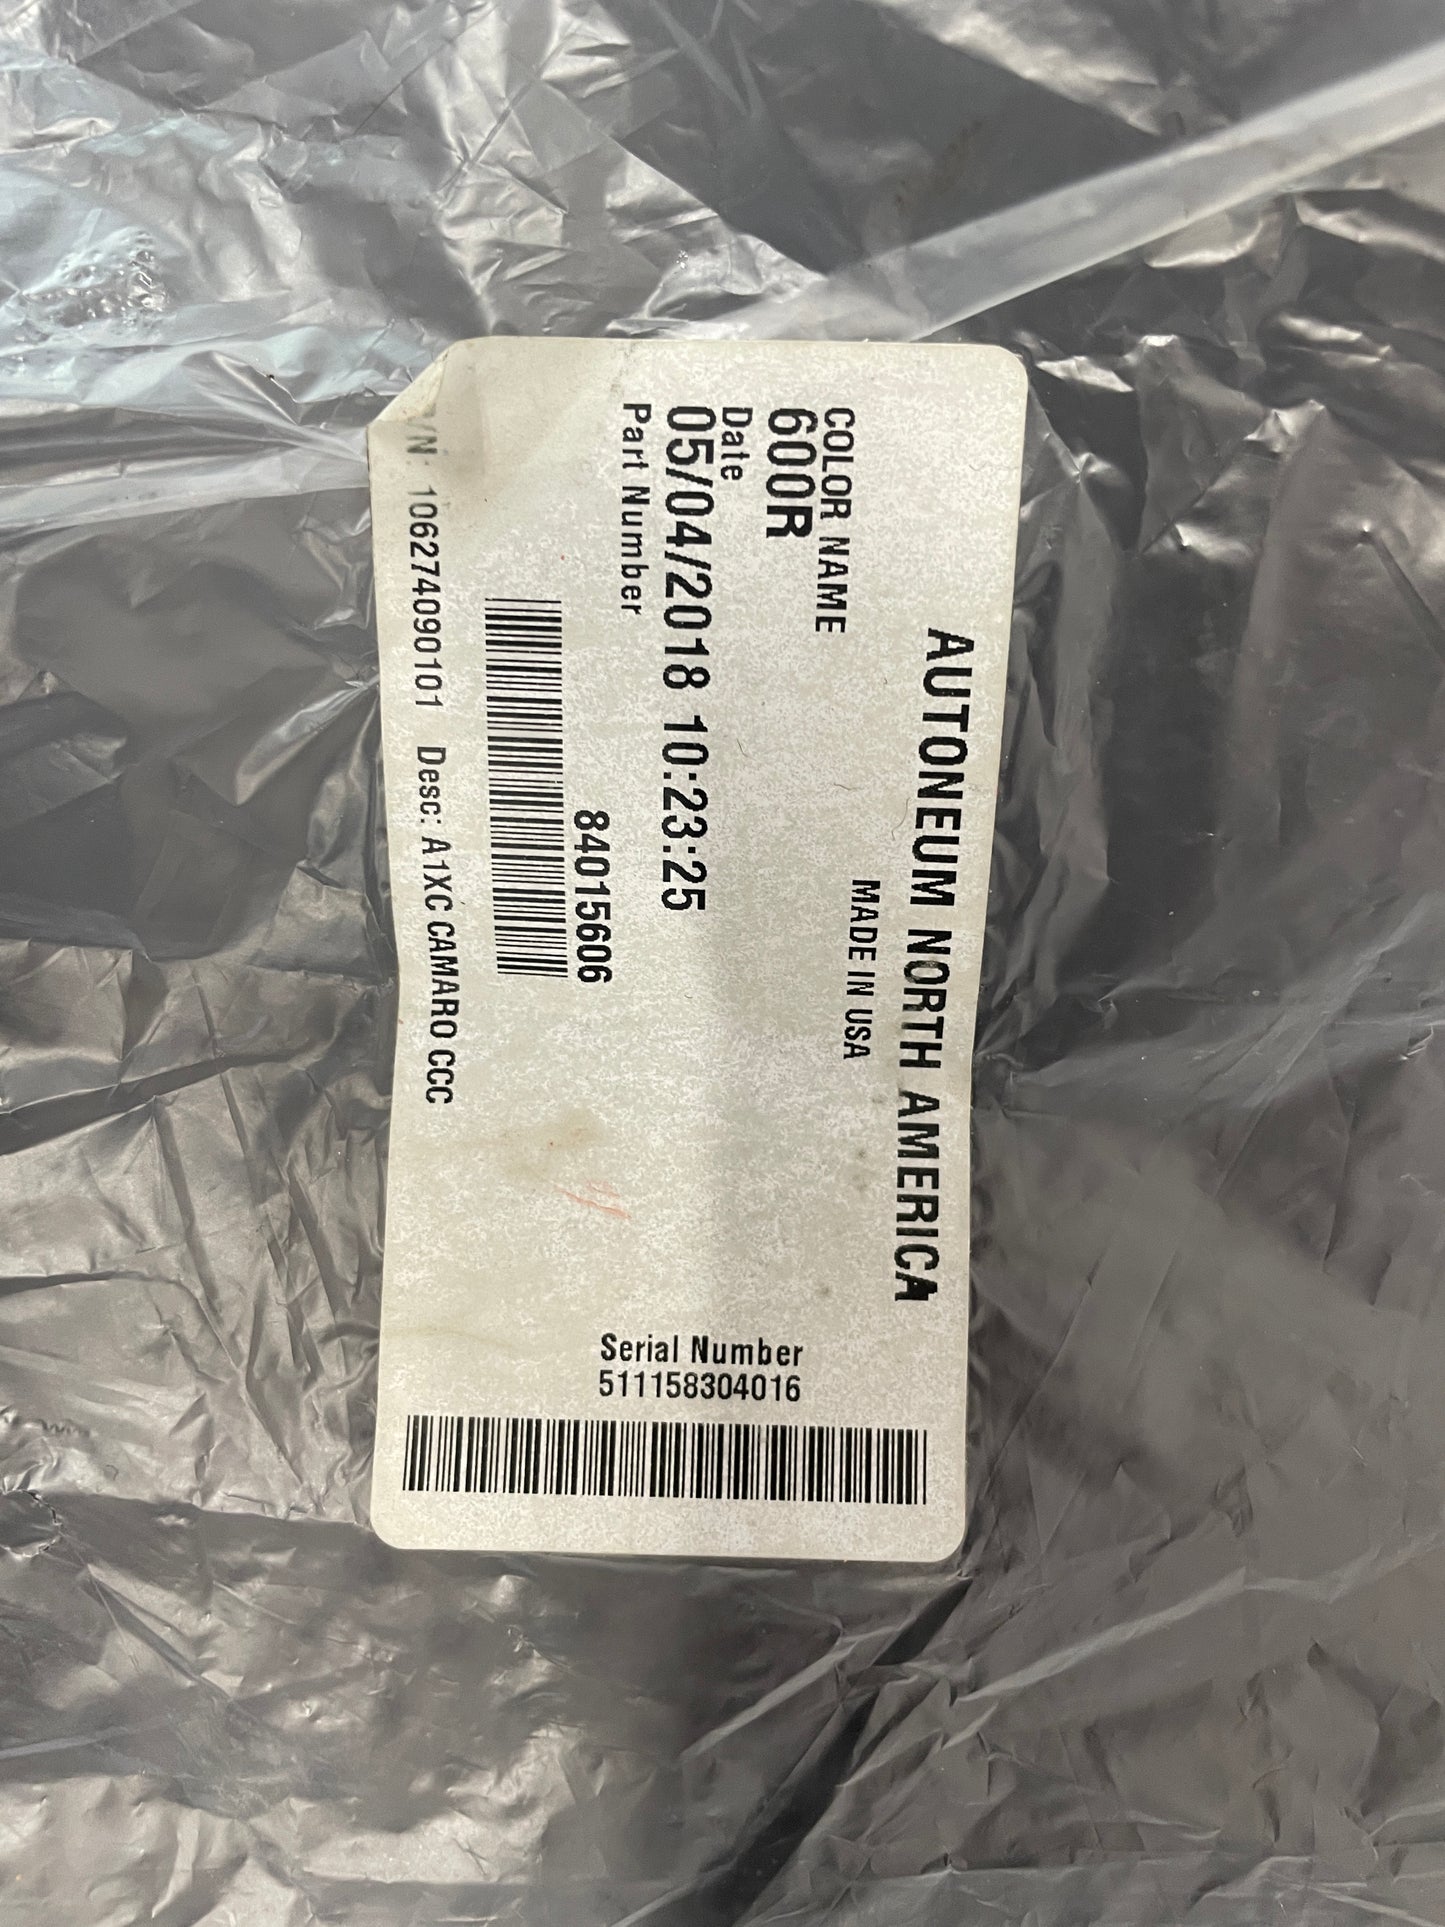 AUTONEUM NORTH AMERICA
MADE IN USA
COLOR NAME
600R
Date
05/04/2018 10:23:25
Part Number
84015606
/N: 106274090101 Desc: A1XC CAMARO CCC
Serial Number
511158304016